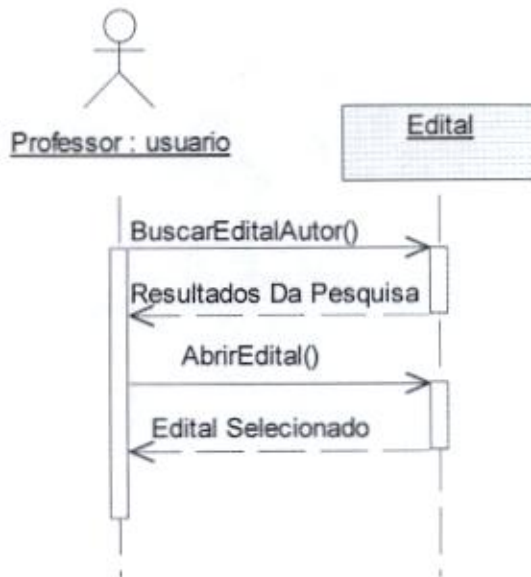 Professor : usuario
Edital
BuscarEditalAutor()
Resultados Da Pesquisa
AbrirEdital()
Edital Selecionado